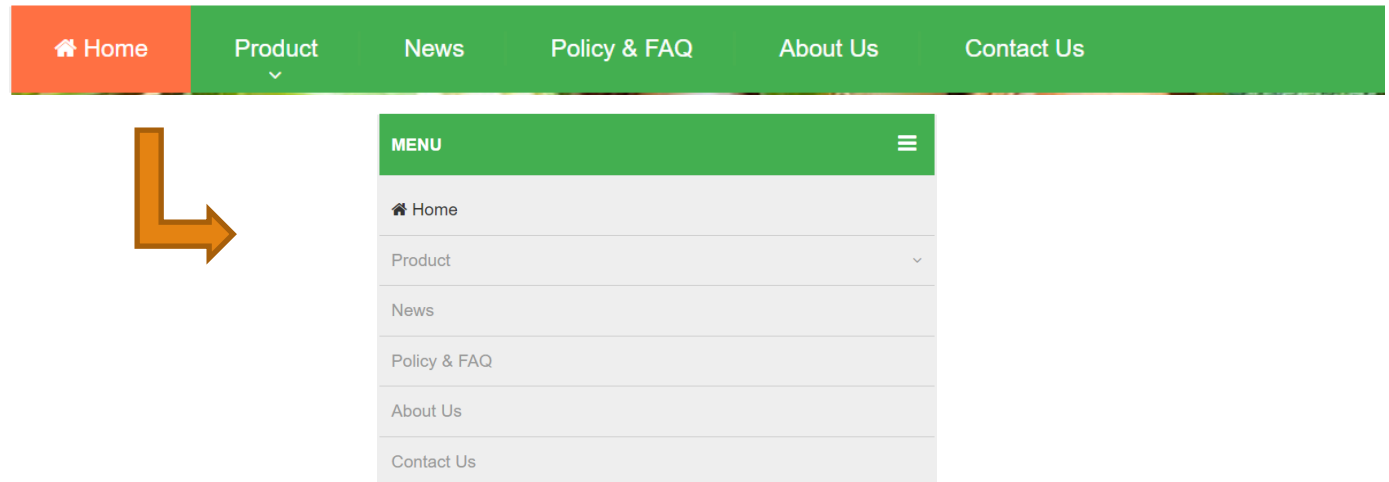 Home Product News Policy & FAQ About Us Contact Us
MENU
Home
Product
News
Policy & FAQ
About Us
Contact Us